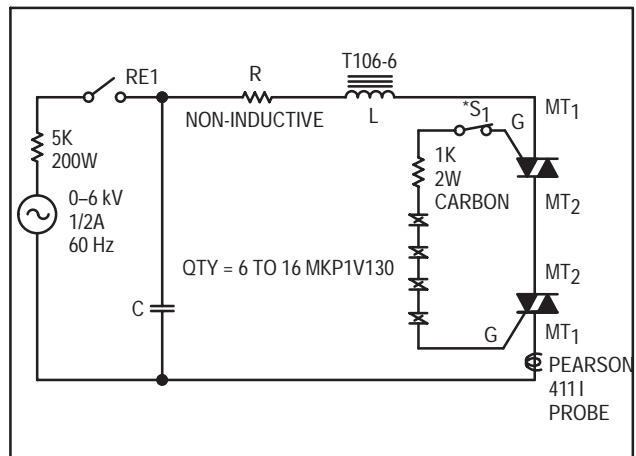 T106-6
RE1
R
MT1
*S1
G
NON-INDUCTIVE
L
5K
200W
1K
2W
CARBON
0–6 kV
1/2A
60 Hz
MT2
QTY = 6 TO 16 MKP1V130
MT2
C
G
MT1
PEARSON
411 I
PROBE